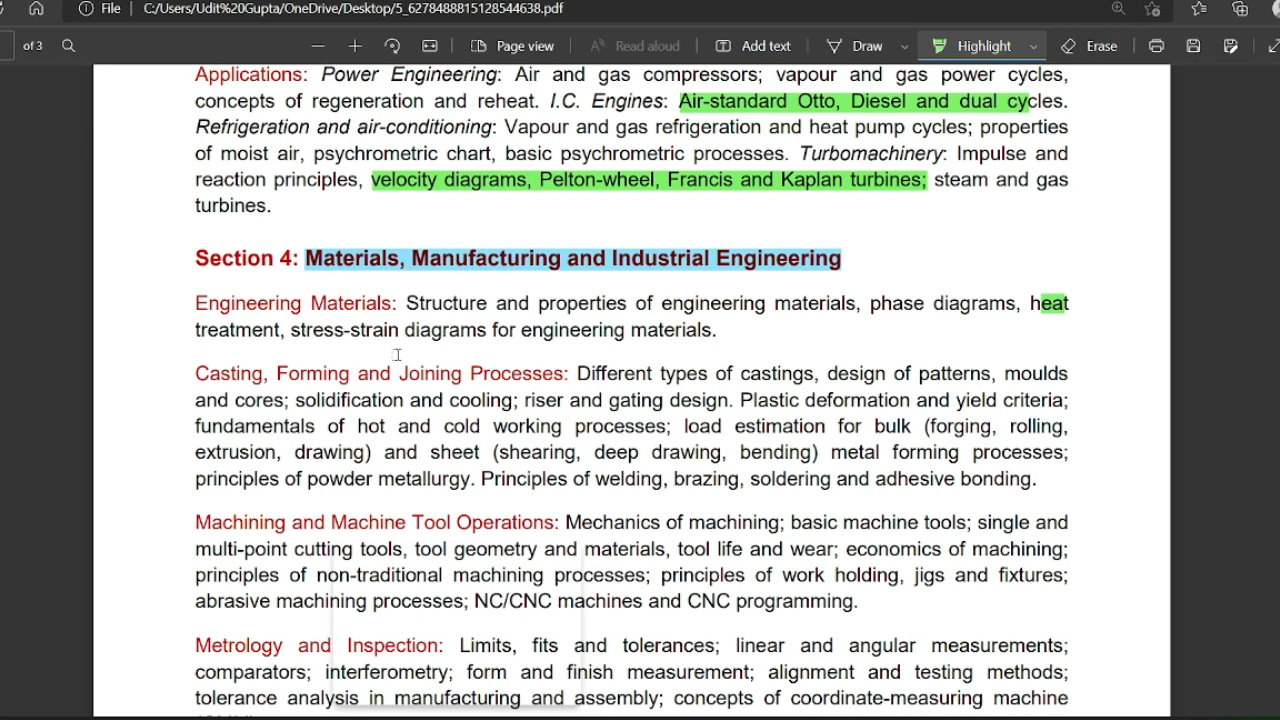 File C:/Users/Udit%20Gupta/OneDrive/Desktop/5_6278488815128544638.pdf
of 3 Page view Read aloud Add text Draw Highlight Erase
Applications: Power Engineering: Air and gas compressors; vapour and gas power cycles,
concepts of regeneration and reheat. I.C. Engines: Air-standard Otto, Diesel and dual cycles.
Refrigeration and air-conditioning: Vapour and gas refrigeration and heat pump cycles; properties
of moist air, psychrometric chart, basic psychrometric processes. Turbomachinery: Impulse and
reaction principles, velocity diagrams, Pelton-wheel, Francis and Kaplan turbines; steam and gas
turbines.
Section 4: Materials, Manufacturing and Industrial Engineering
Engineering Materials: Structure and properties of engineering materials, phase diagrams, heat
treatment, stress-strain diagrams for engineering materials.
Casting, Forming and Joining Processes: Different types of castings, design of patterns, moulds
and cores; solidification and cooling; riser and gating design. Plastic deformation and yield criteria;
fundamentals of hot and cold working processes; load estimation for bulk (forging, rolling,
extrusion, drawing) and sheet (shearing, deep drawing, bending) metal forming processes;
principles of powder metallurgy. Principles of welding, brazing, soldering and adhesive bonding.
Machining and Machine Tool Operations: Mechanics of machining; basic machine tools; single and
multi-point cutting tools, tool geometry and materials, tool life and wear; economics of machining;
principles of non-traditional machining processes; principles of work holding, jigs and fixtures;
abrasive machining processes; NC/CNC machines and CNC programming.
Metrology and Inspection: Limits, fits and tolerances; linear and angular measurements;
comparators; interferometry; form and finish measurement; alignment and testing methods;
tolerance analysis in manufacturing and assembly; concepts of coordinate-measuring machine